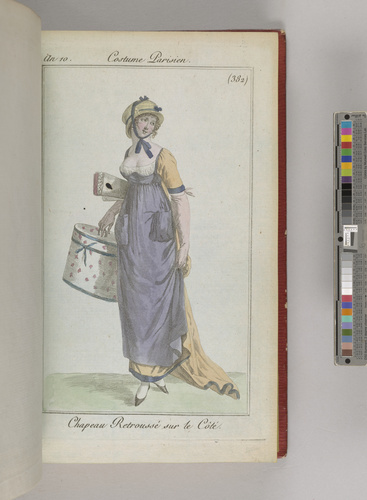 An 10. Costume Parisien.
(382)
Chapeau Retroussé sur le Côté.